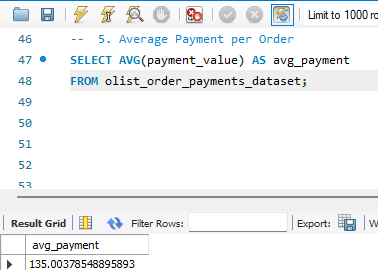 Limit to 1000 ro
46 -- 5. Average Payment per Order
47 SELECT AVG(payment_value) AS avg_payment
48 FROM olist_order_payments_dataset;
49
50
51
52
53
Result Grid Filter Rows: Export: W
avg_payment
135.00378548895893